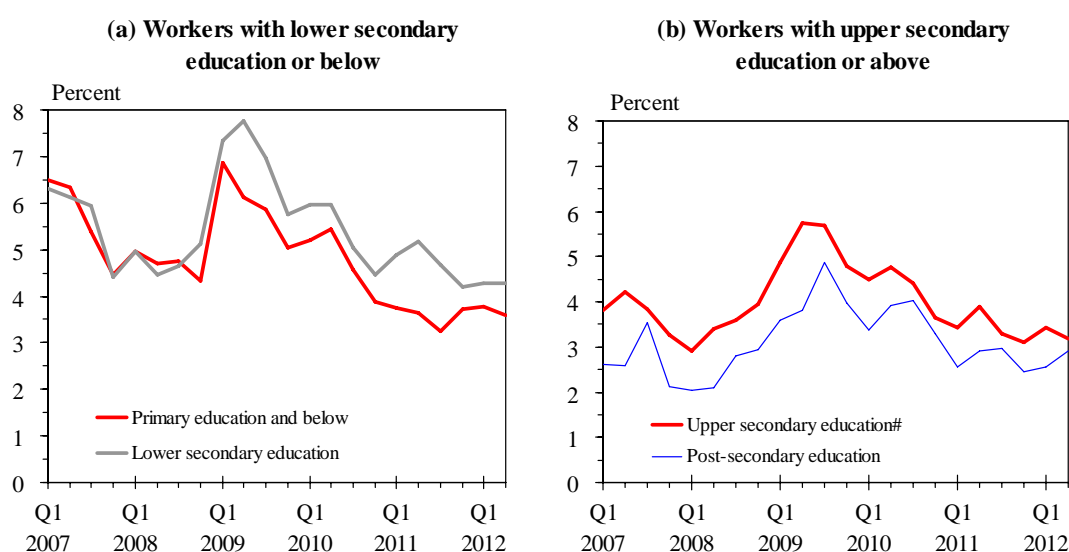 (a) Workers with lower secondary
education or below
Percent
8
7
6
5
4
3
2
1
0
Primary education and below
Lower secondary education
Q1 Q1 Q1 Q1 Q1 Q1
2007 2008 2009 2010 2011 2012
(b) Workers with upper secondary
education or above
Percent
8
7
6
5
4
3
2
1
0
Upper secondary education#
Post-secondary education
Q1 Q1 Q1 Q1 Q1 Q1
2007 2008 2009 2010 2011 2012